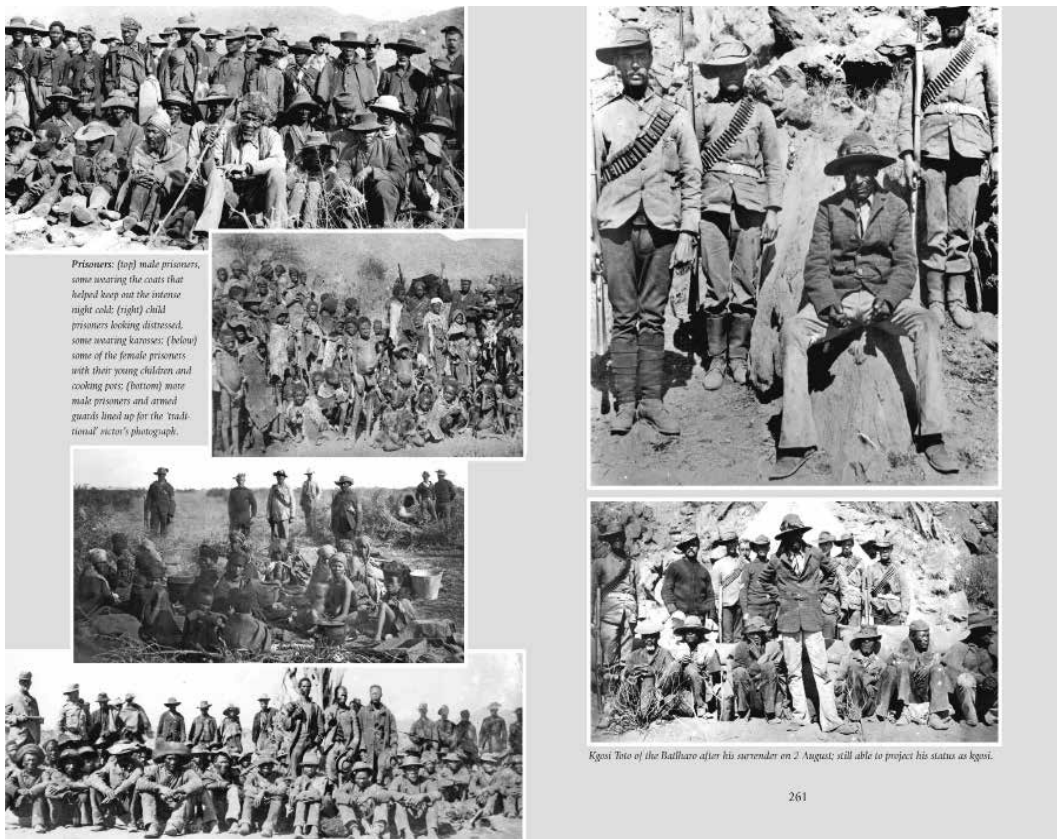 Prisoners: (top) male prisoners,
some wearing the coats that
helped keep out the intense
night cold; (right) child
prisoners looking distressed,
some wearing karosses; (below)
some of the female prisoners
with their young children and
cooking pots; (bottom) more
male prisoners and armed
guards lined up for the ‘tradi-
tional’ victor’s photograph.
Kgosi Toto of the Batlharo after his surrender on 2 August; still able to project his status as kgosi.
261